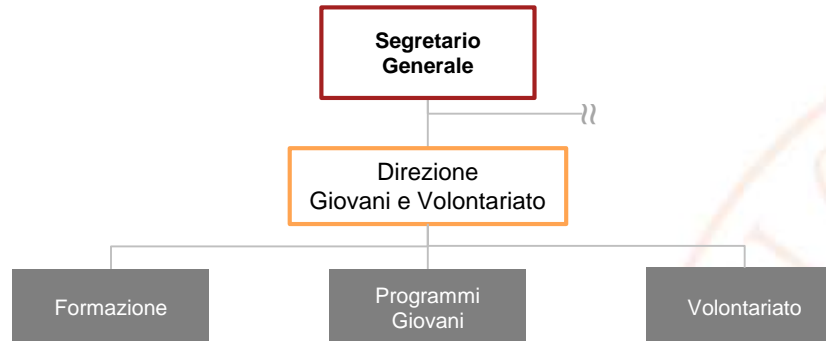 Segretario
Generale
Direzione
Giovani e Volontariato
Formazione
Programmi
Giovani
Volontariato